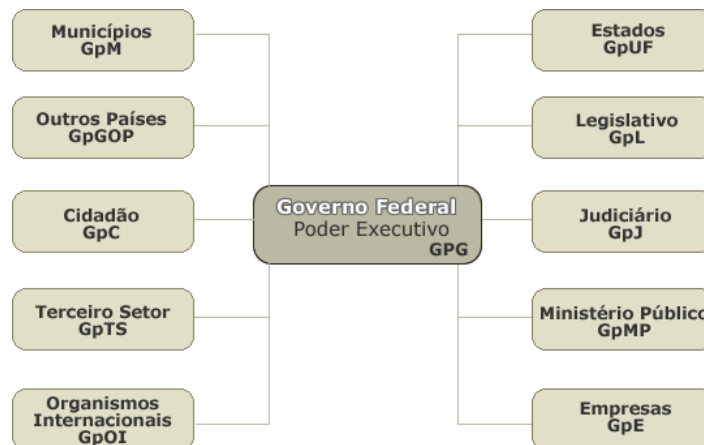 Municípios
GpM
Outros Países
GpGOP
Cidadão
GpC
Terceiro Setor
GpTS
Organismos
Internacionais
GpOI
Governo Federal
Poder Executivo
GPG
Estados
GpUF
Legislativo
GpL
Judiciário
GpJ
Ministério Público
GpMP
Empresas
GpE